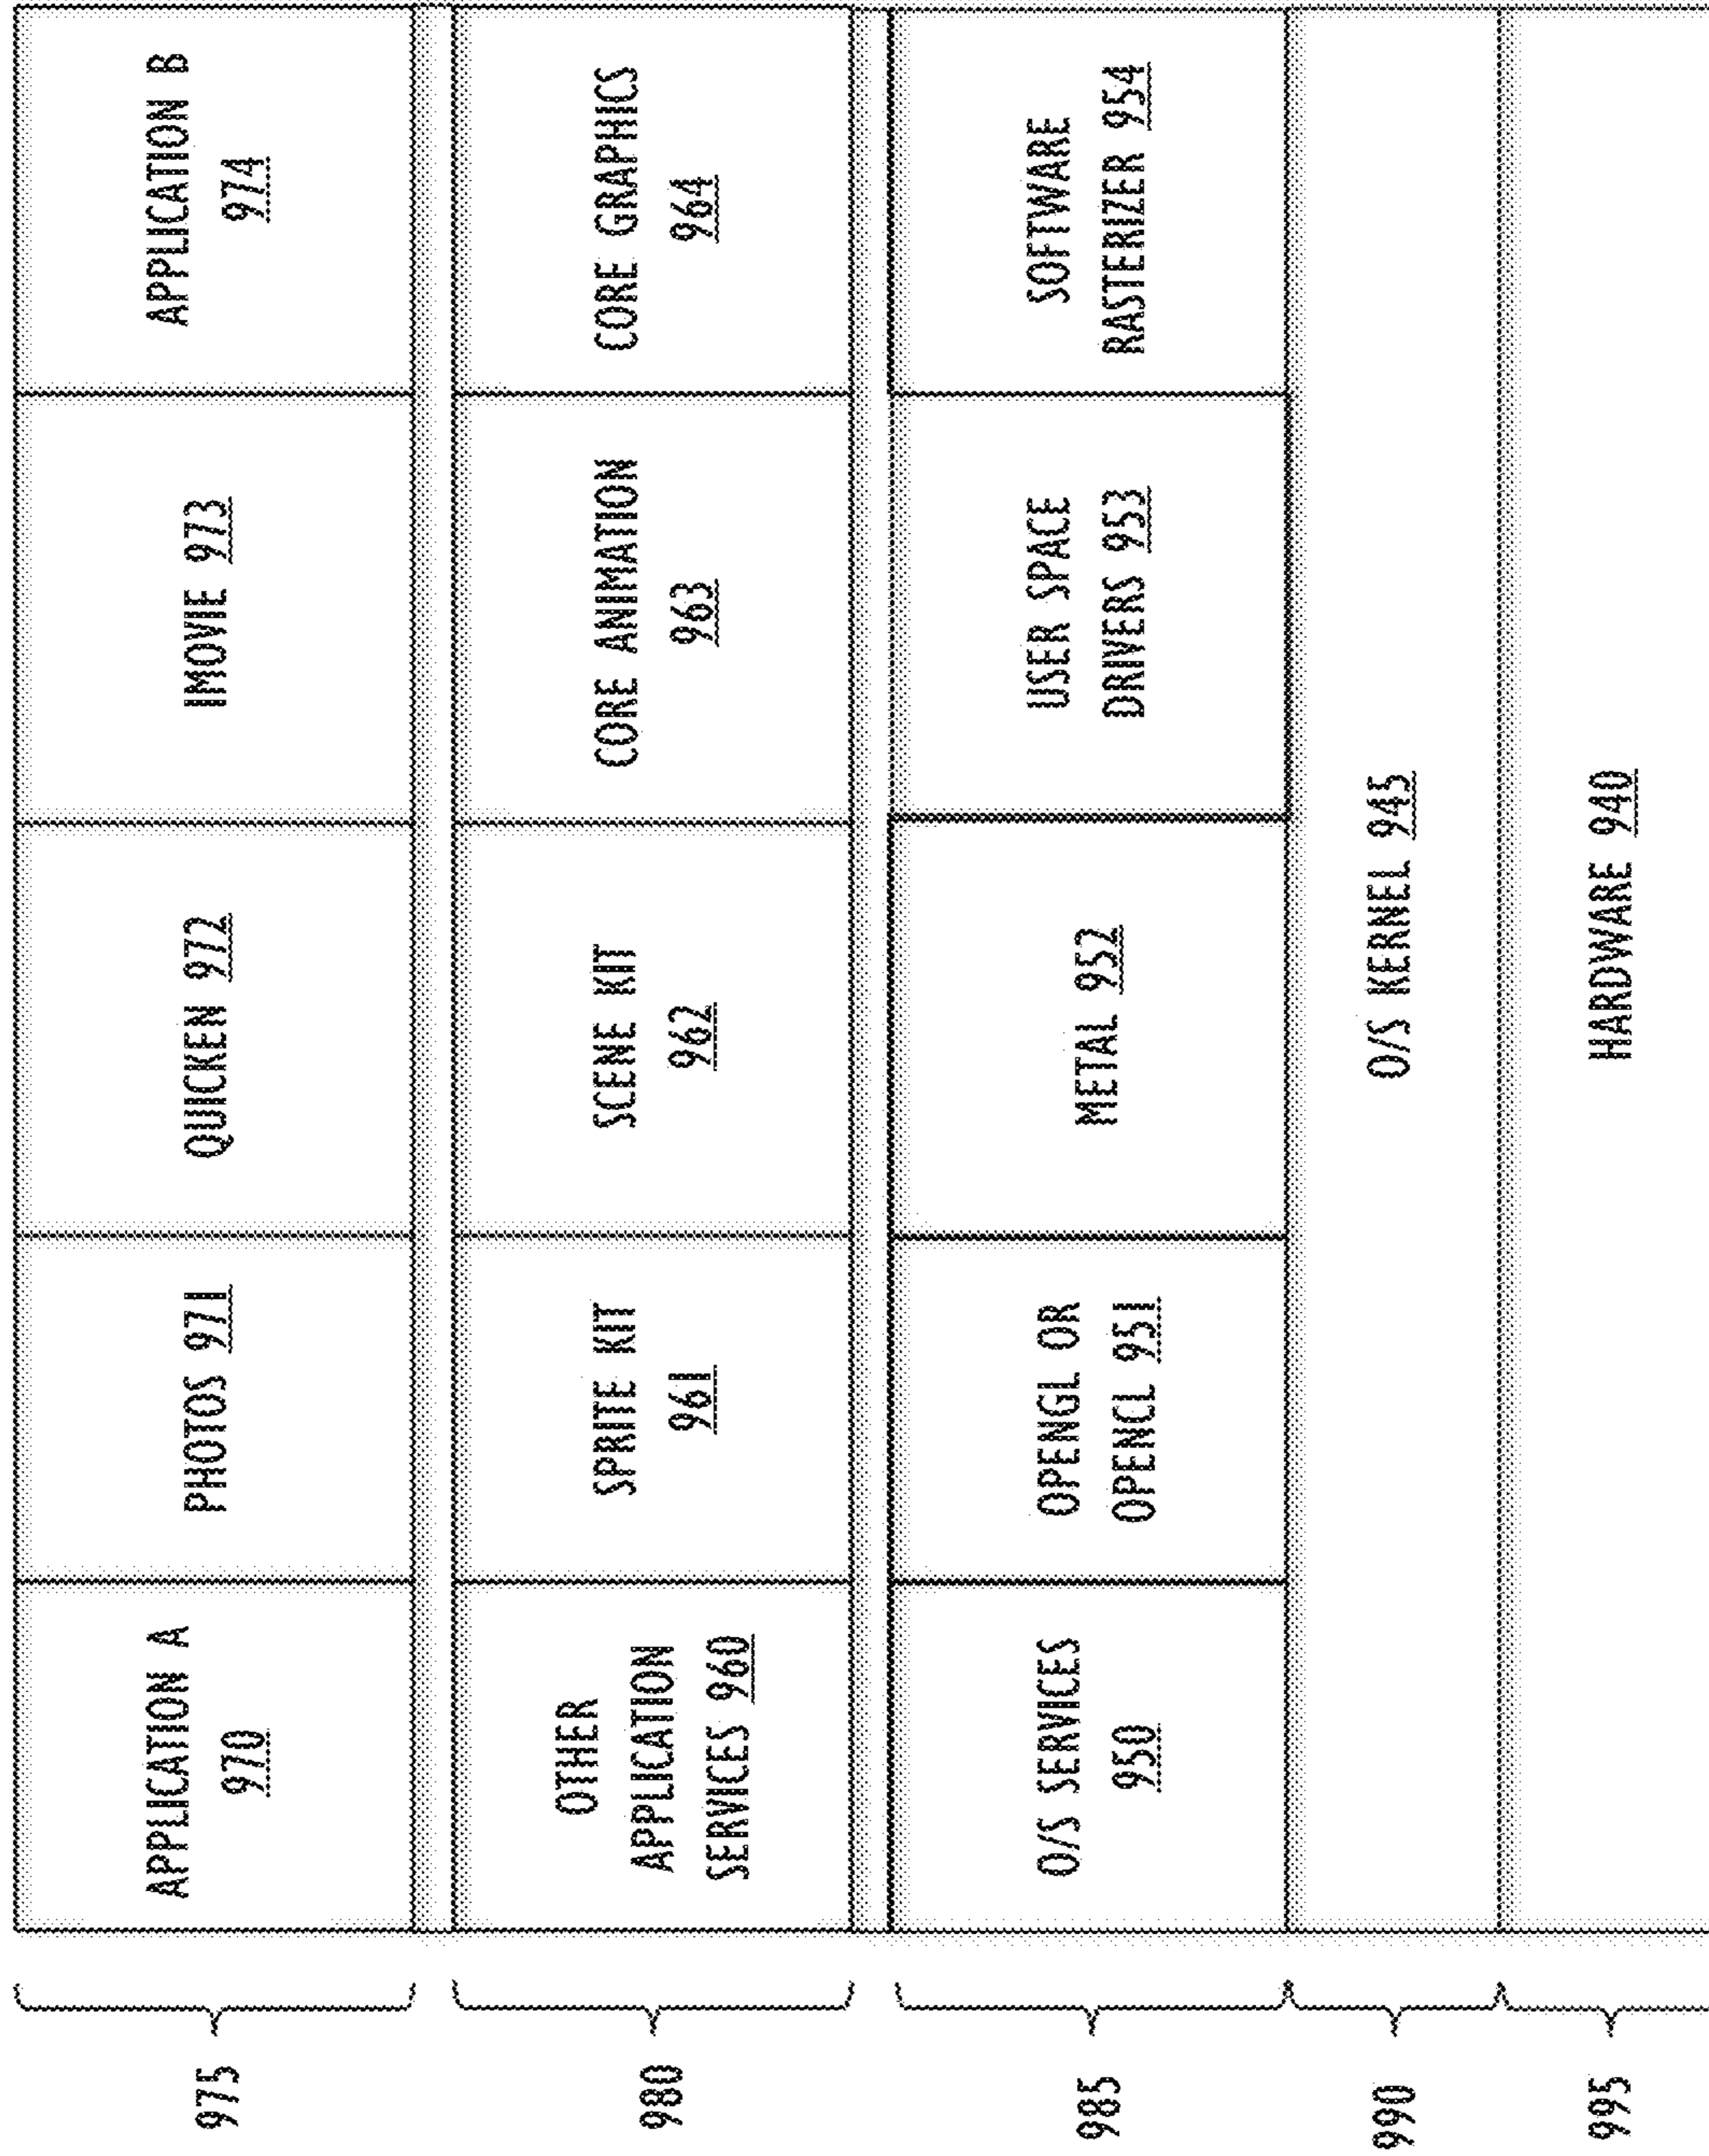 975
APPLICATION A
970
PHOTOS 971
QUICKEN 972
IMOVIE 973
APPLICATION B
974
980
OTHER
APPLICATION
SERVICES 960
SPRITE KIT
961
SCENE KIT
962
CORE ANIMATION
963
CORE GRAPHICS
964
985
O/S SERVICES
950
OPENGL OR
OPENCL 951
METAL 952
USER SPACE
DRIVERS 953
SOFTWARE
RASTERIZER 954
990
O/S KERNEL 945
995
HARDWARE 940